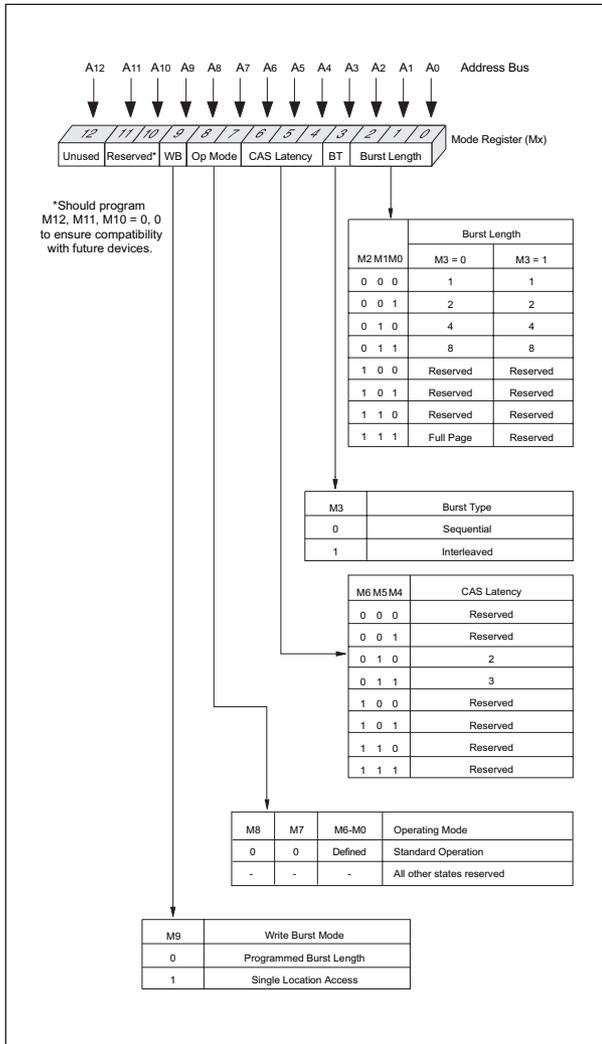 A12 A11 A10 A9 A8 A7 A6 A5 A4 A3 A2 A1 A0 Address Bus
12 11 10 9 8 7 6 5 4 3 2 1 0
Mode Register (Mx)
Unused Reserved* WB Op Mode CAS Latency BT Burst Length
*Should program
M12, M11, M10 = 0, 0
to ensure compatibility
with future devices.
Burst Length
M2 M1M0 M3 = 0 M3 = 1
0 0 0 1 1
0 0 1 2 2
0 1 0 4 4
0 1 1 8 8
1 0 0 Reserved Reserved
1 0 1 Reserved Reserved
1 1 0 Reserved Reserved
1 1 1 Full Page Reserved
M3 Burst Type
0 Sequential
1 Interleaved
M6 M5 M4 CAS Latency
0 0 0 Reserved
0 0 1 Reserved
0 1 0 2
0 1 1 3
1 0 0 Reserved
1 0 1 Reserved
1 1 0 Reserved
1 1 1 Reserved
M8 M7 M6-M0 Operating Mode
0 0 Defined Standard Operation
- - - All other states reserved
M9 Write Burst Mode
0 Programmed Burst Length
1 Single Location Access